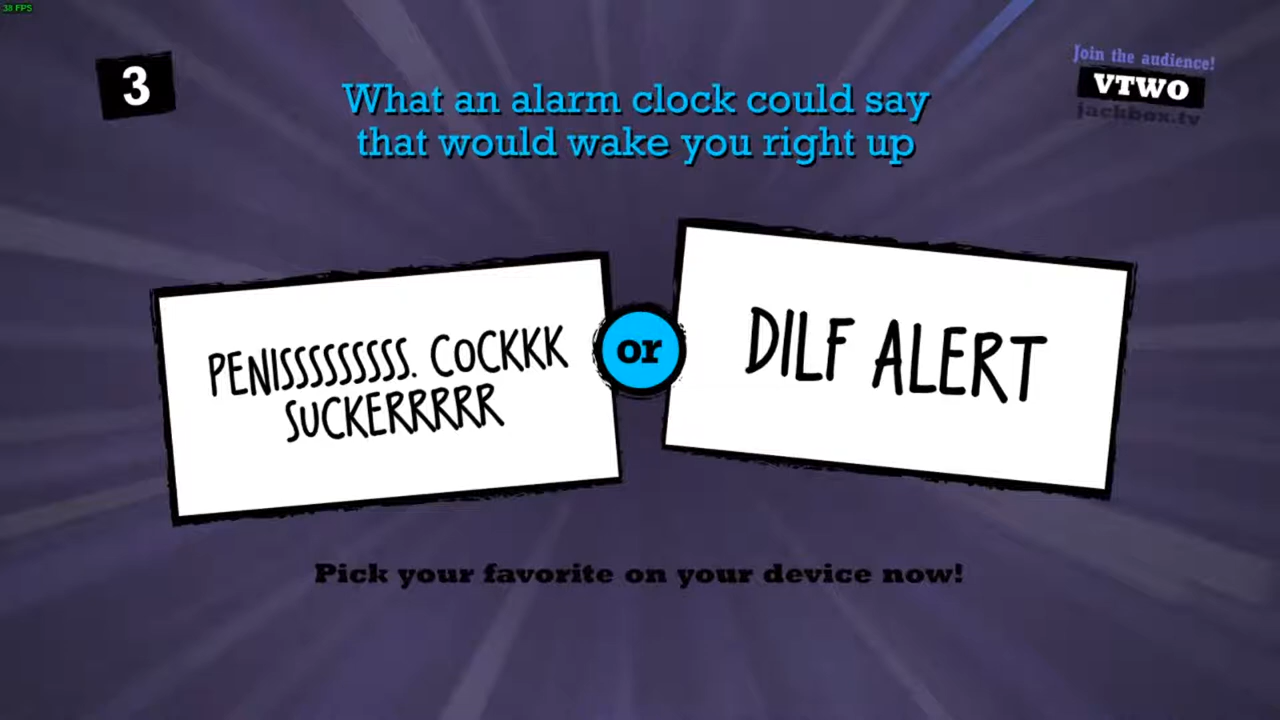 38 FPS
3
Join the audience!
VTWO
jackbox.tv
What an alarm clock could say
that would wake you right up
PENISSSSSSSSS. COCKKK
SUCKERRRRR
or
DILF ALERT
Pick your favorite on your device now!